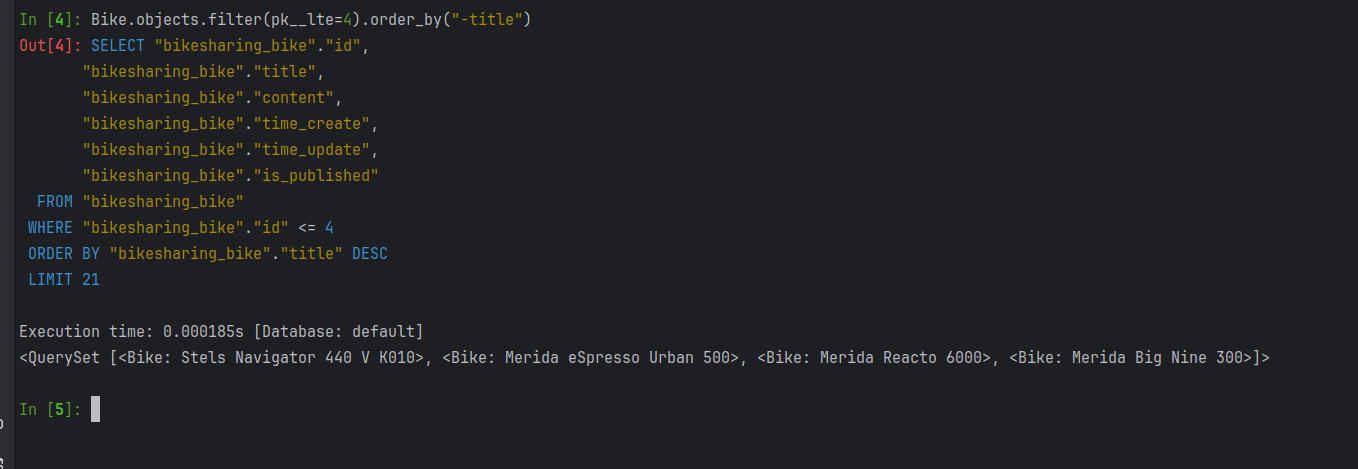 In [4]: Bike.objects.filter(pk__lte=4).order_by("-title")
Out[4]: SELECT "bikesharing_bike"."id",
       "bikesharing_bike"."title",
       "bikesharing_bike"."content",
       "bikesharing_bike"."time_create",
       "bikesharing_bike"."time_update",
       "bikesharing_bike"."is_published"
  FROM "bikesharing_bike"
 WHERE "bikesharing_bike"."id" <= 4
 ORDER BY "bikesharing_bike"."title" DESC
 LIMIT 21
Execution time: 0.000185s [Database: default]
<QuerySet [<Bike: Stels Navigator 440 V K010>, <Bike: Merida eSpresso Urban 500>, <Bike: Merida Reacto 6000>, <Bike: Merida Big Nine 300>]>
In [5]: